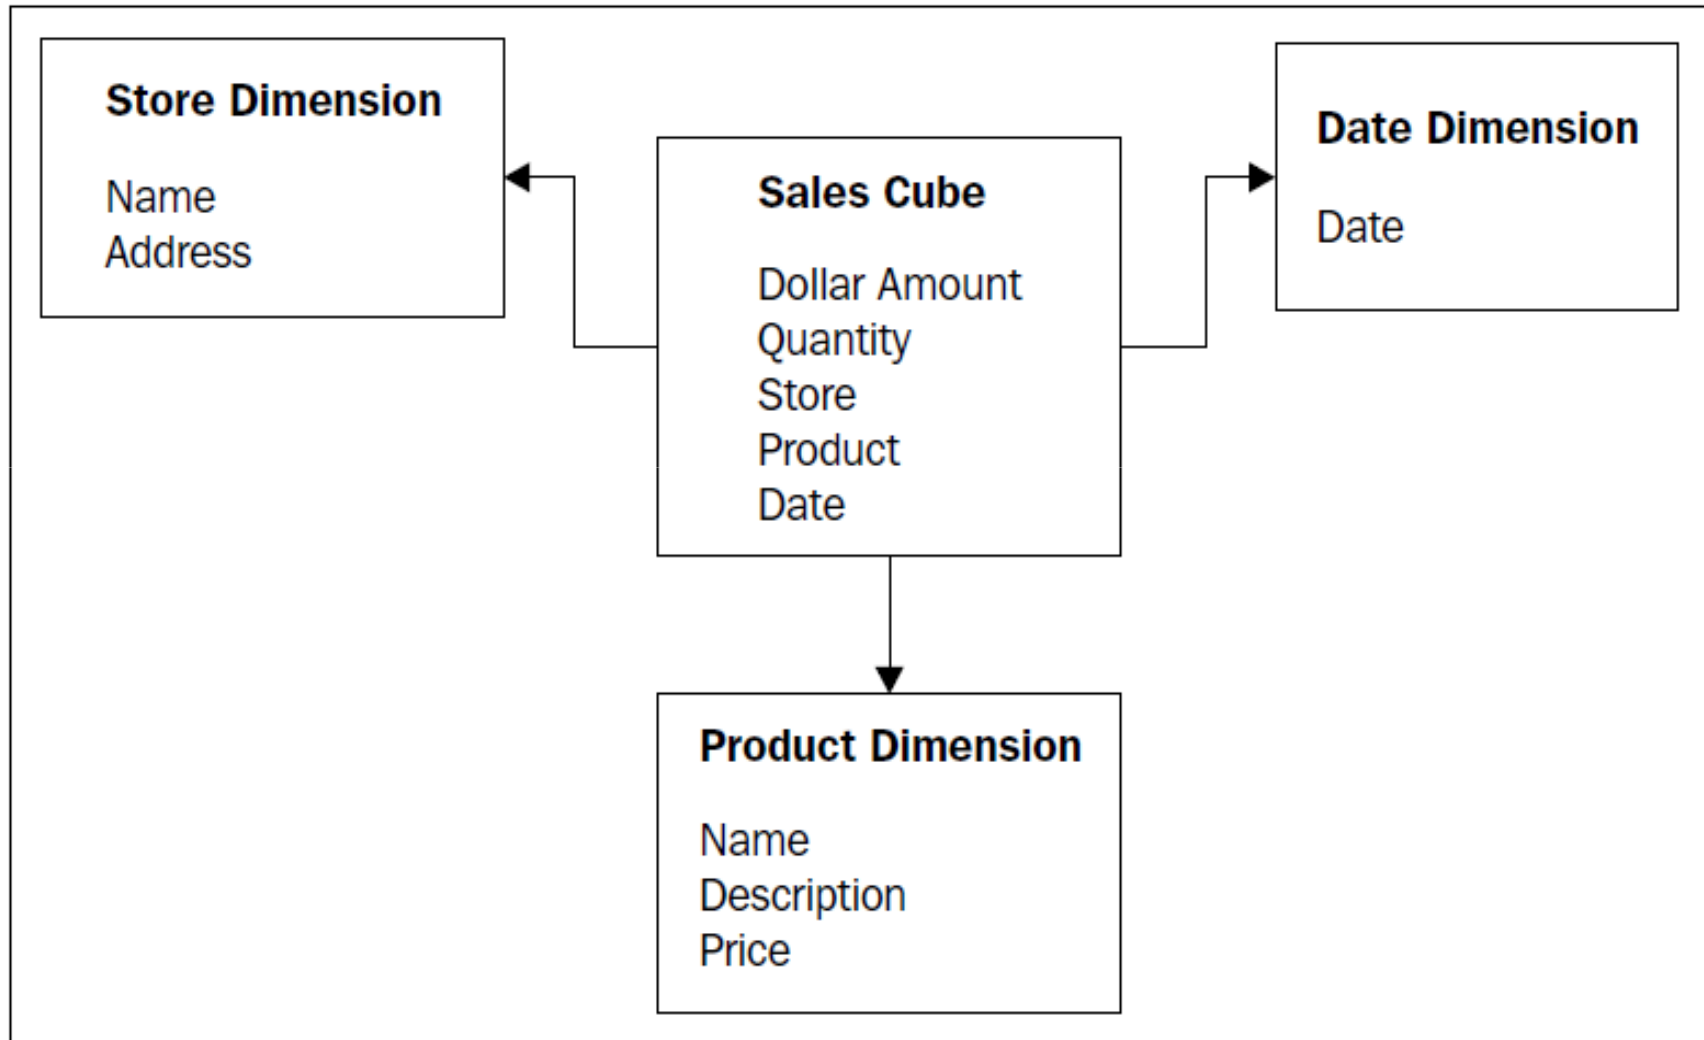 Store Dimension
Name
Address
Sales Cube
Dollar Amount
Quantity
Store
Product
Date
Date Dimension
Date
Product Dimension
Name
Description
Price